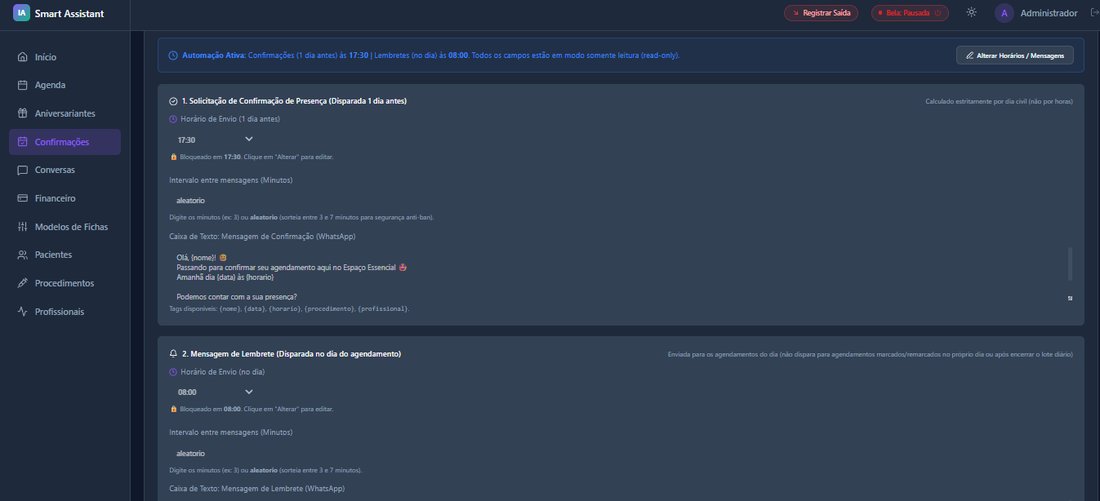 IA Smart Assistant
Registrar Saída
Bela: Pausada
A Administrador
Início
Agenda
Aniversariantes
Confirmações
Conversas
Financeiro
Modelos de Fichas
Pacientes
Procedimentos
Profissionais
Automação Ativa: Confirmações (1 dia antes) às 17:30 | Lembretes (no dia) às 08:00. Todos os campos estão em modo somente leitura (read-only).
Alterar Horários / Mensagens
1. Solicitação de Confirmação de Presença (Disparada 1 dia antes)
Calculado estritamente por dia civil (não por horas)
Horário de Envio (1 dia antes)
17:30
Bloqueado em 17:30. Clique em "Alterar" para editar.
Intervalo entre mensagens (Minutos)
aleatorio
Digite os minutos (ex: 3) ou aleatorio (sorteia entre 3 e 7 minutos para segurança anti-ban).
Caixa de Texto: Mensagem de Confirmação (WhatsApp)
Olá, {nome}! 😊
Passando para confirmar seu agendamento aqui no Espaço Essencial 🌺
Amanhã dia {data} às {horario}
Podemos contar com a sua presença?
Tags disponíveis: {nome}, {data}, {horario}, {procedimento}, {profissional}.
2. Mensagem de Lembrete (Disparada no dia do agendamento)
Enviada para os agendamentos do dia (não dispara para agendamentos marcados/remarcados no próprio dia ou após encerrar o lote diário)
Horário de Envio (no dia)
08:00
Bloqueado em 08:00. Clique em "Alterar" para editar.
Intervalo entre mensagens (Minutos)
aleatorio
Digite os minutos (ex: 3) ou aleatorio (sorteia entre 3 e 7 minutos).
Caixa de Texto: Mensagem de Lembrete (WhatsApp)